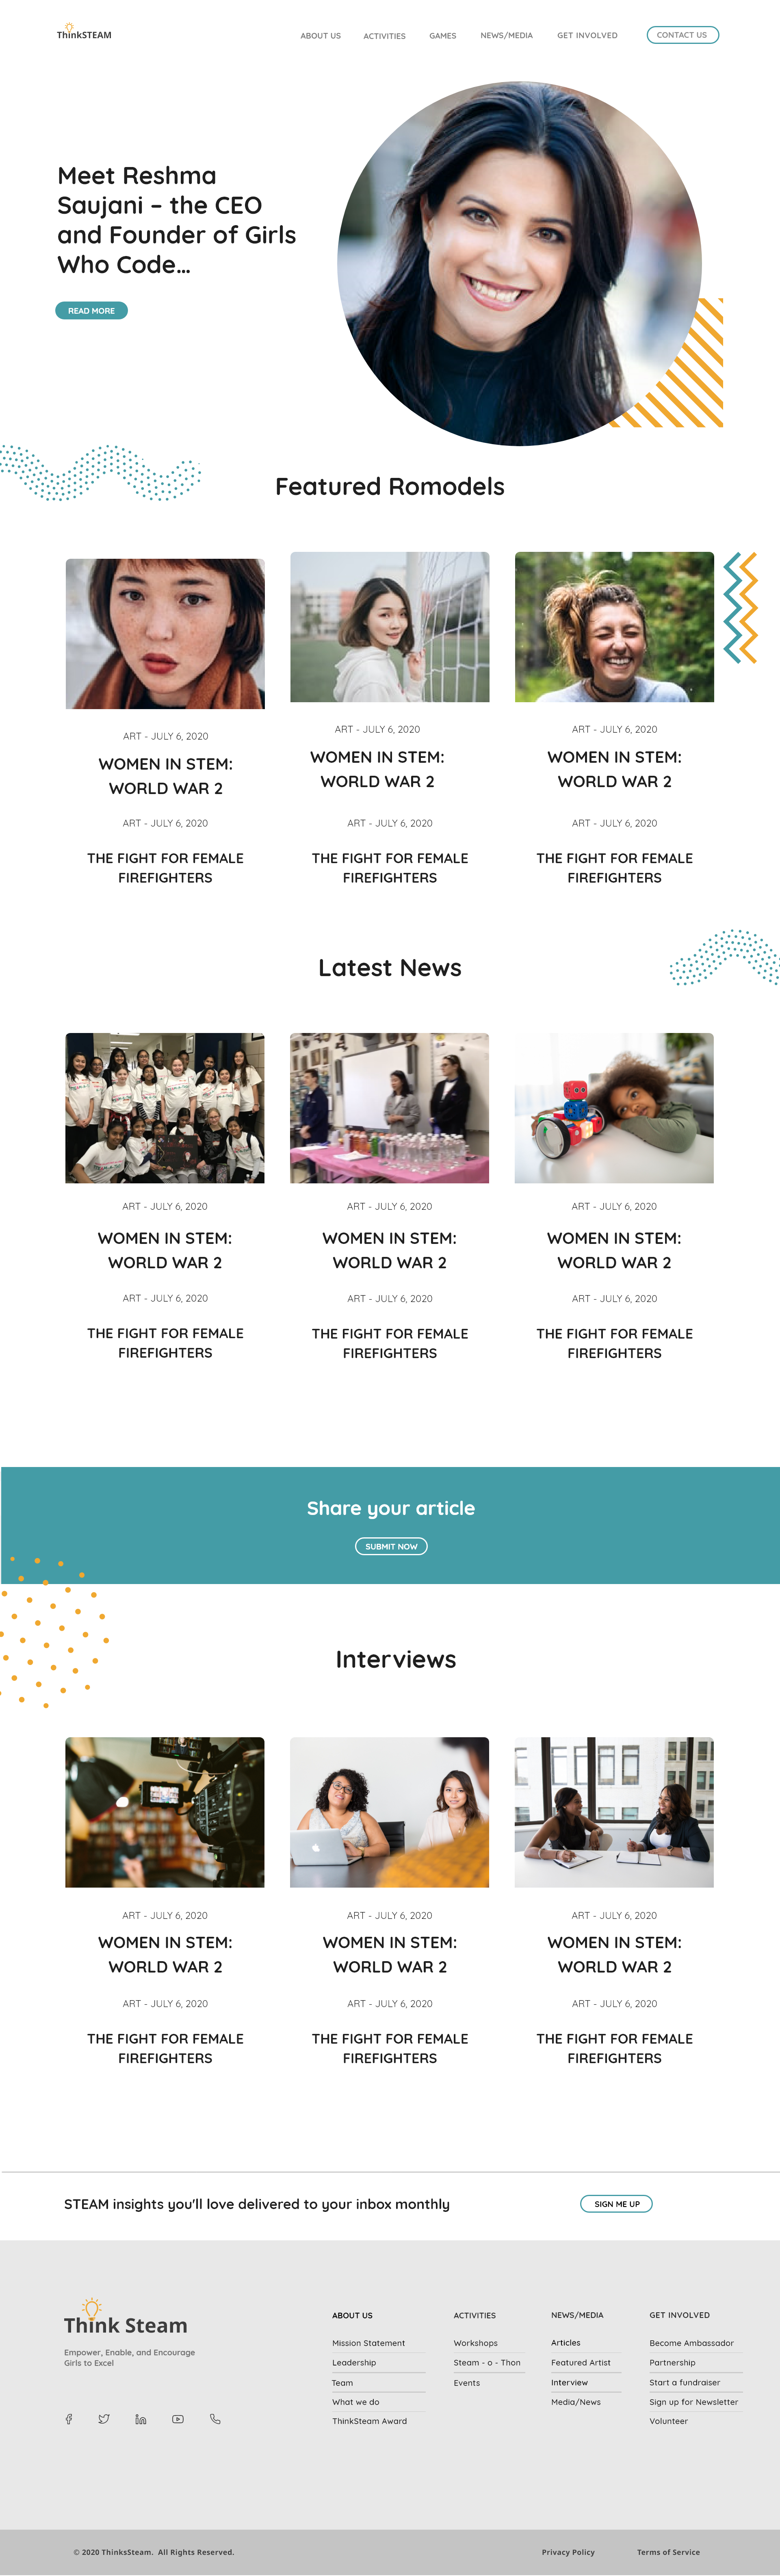 ThinkSTEAM
ABOUT US
ACTIVITIES
GAMES
NEWS/MEDIA
GET INVOLVED
CONTACT US
Meet Reshma
Saujani – the CEO
and Founder of Girls
Who Code...
READ MORE
Featured Romodels
ART - JULY 6, 2020
WOMEN IN STEM:
WORLD WAR 2
ART - JULY 6, 2020
THE FIGHT FOR FEMALE
FIREFIGHTERS
ART - JULY 6, 2020
WOMEN IN STEM:
WORLD WAR 2
ART - JULY 6, 2020
THE FIGHT FOR FEMALE
FIREFIGHTERS
ART - JULY 6, 2020
WOMEN IN STEM:
WORLD WAR 2
ART - JULY 6, 2020
THE FIGHT FOR FEMALE
FIREFIGHTERS
Latest News
ART - JULY 6, 2020
WOMEN IN STEM:
WORLD WAR 2
ART - JULY 6, 2020
THE FIGHT FOR FEMALE
FIREFIGHTERS
ART - JULY 6, 2020
WOMEN IN STEM:
WORLD WAR 2
ART - JULY 6, 2020
THE FIGHT FOR FEMALE
FIREFIGHTERS
ART - JULY 6, 2020
WOMEN IN STEM:
WORLD WAR 2
ART - JULY 6, 2020
THE FIGHT FOR FEMALE
FIREFIGHTERS
Share your article
SUBMIT NOW
Interviews
ART - JULY 6, 2020
WOMEN IN STEM:
WORLD WAR 2
ART - JULY 6, 2020
THE FIGHT FOR FEMALE
FIREFIGHTERS
ART - JULY 6, 2020
WOMEN IN STEM:
WORLD WAR 2
ART - JULY 6, 2020
THE FIGHT FOR FEMALE
FIREFIGHTERS
ART - JULY 6, 2020
WOMEN IN STEM:
WORLD WAR 2
ART - JULY 6, 2020
THE FIGHT FOR FEMALE
FIREFIGHTERS
STEAM insights you'll love delivered to your inbox monthly
SIGN ME UP
Think Steam
Empower, Enable, and Encourage
Girls to Excel
ABOUT US
Mission Statement
Leadership
Team
What we do
ThinkSteam Award
ACTIVITIES
Workshops
Steam - o - Thon
Events
NEWS/MEDIA
Articles
Featured Artist
Interview
Media/News
GET INVOLVED
Become Ambassador
Partnership
Start a fundraiser
Sign up for Newsletter
Volunteer
© 2020 ThinksSteam. All Rights Reserved.
Privacy Policy
Terms of Service